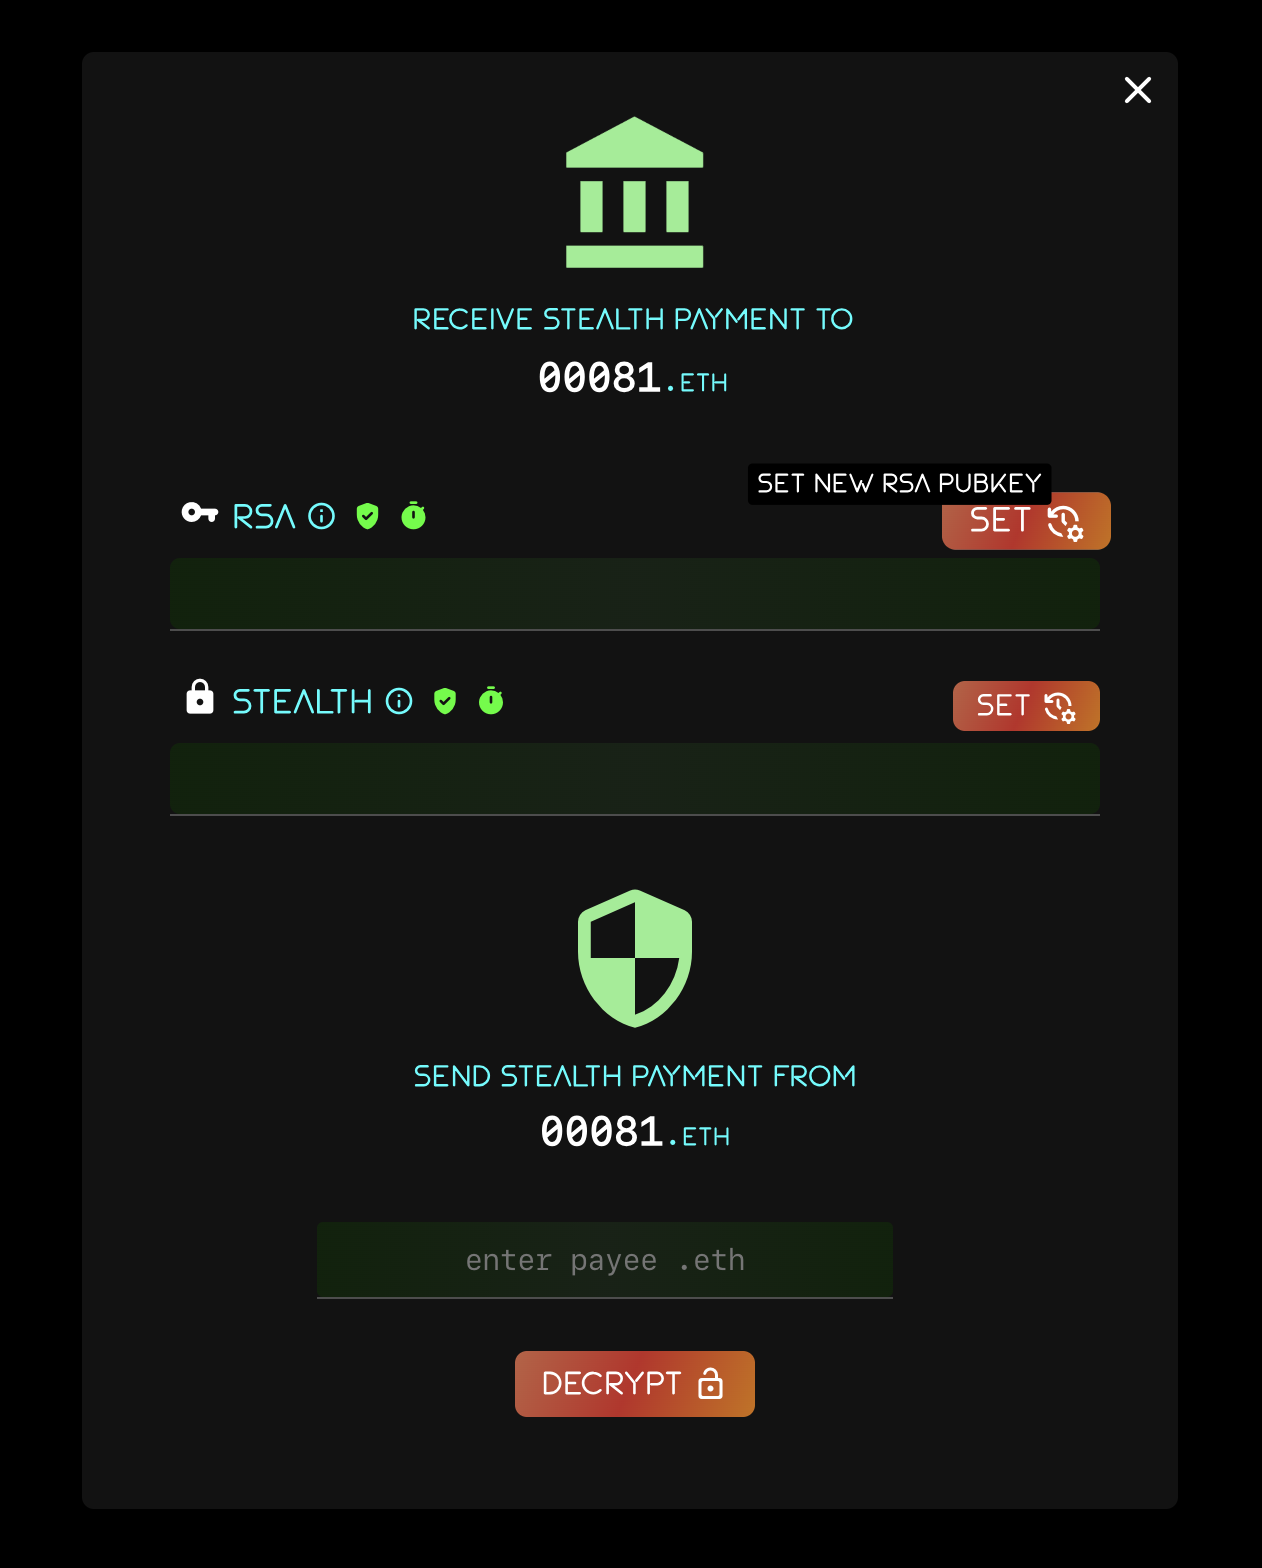 RECEIVE STEALTH PAYMENT TO
00081.ETH
SET NEW RSA PUBKEY
RSA
SET
STEALTH
SET
SEND STEALTH PAYMENT FROM
00081.ETH
enter payee .eth
DECRYPT